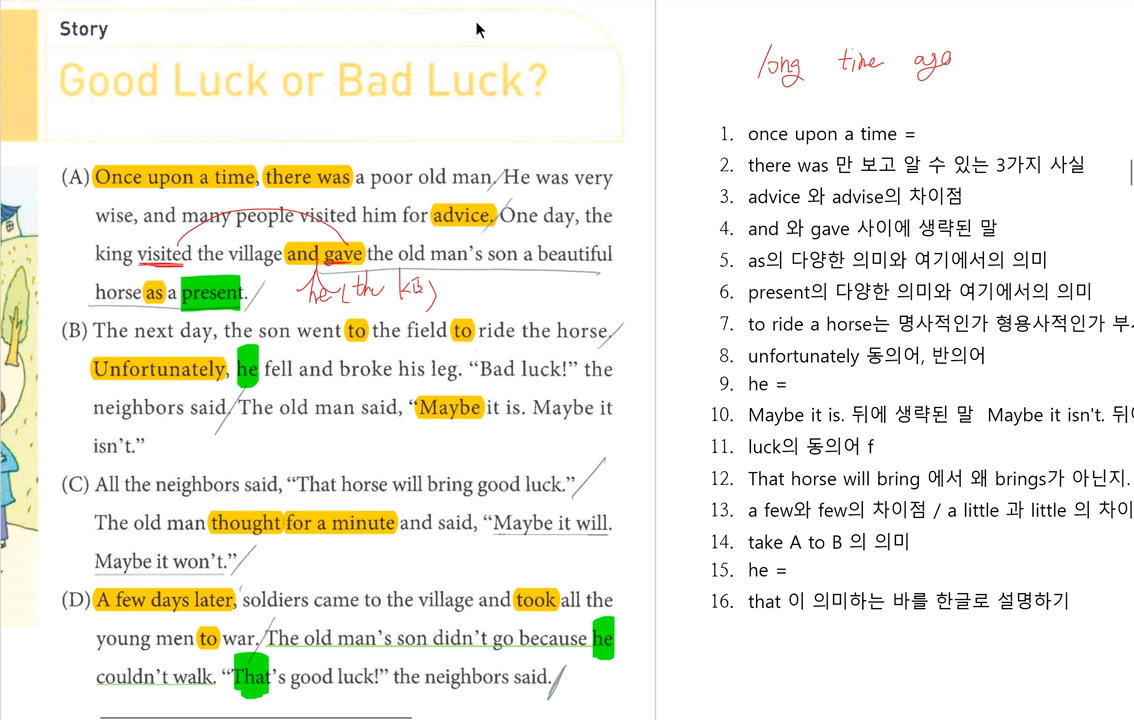 Story
Good Luck or Bad Luck?
(A) Once upon a time, there was a poor old man. He was very
wise, and many people visited him for advice. One day, the
king visited the village and gave the old man's son a beautiful
horse as a present.
he (the
(B) The next day, the son went to the field to ride the horse.
Unfortunately, he fell and broke his leg. “Bad luck!” the
neighbors said. The old man said, “Maybe it is. Maybe it
isn't.”
(C) All the neighbors said, “That horse will bring good luck.”
The old man thought for a minute and said, “Maybe it will.
Maybe it won't.”
(D) A few days later, soldiers came to the village and took all the
young men to war. The old man's son didn't go because he
couldn't walk. “That's good luck!” the neighbors said.
long time ago
1. once upon a time =
2. there was 만 보고 알 수 있는 3가지 사실
3. advice 와 advise의 차이점
4. and 와 gave 사이에 생략된 말
5. as의 다양한 의미와 여기에서의 의미
6. present의 다양한 의미와 여기에서의 의미
7. to ride a horse는 명사적인가 형용사적인가 부
8. unfortunately 동의어, 반의어
9. he =
10. Maybe it is. 뒤에 생략된 말 Maybe it isn't. 뒤
11. luck의 동의어 f
12. That horse will bring 에서 왜 brings가 아닌지.
13. a few와 few의 차이점 / a little 과 little 의 차이
14. take A to B 의 의미
15. he =
16. that 이 의미하는 바를 한글로 설명하기